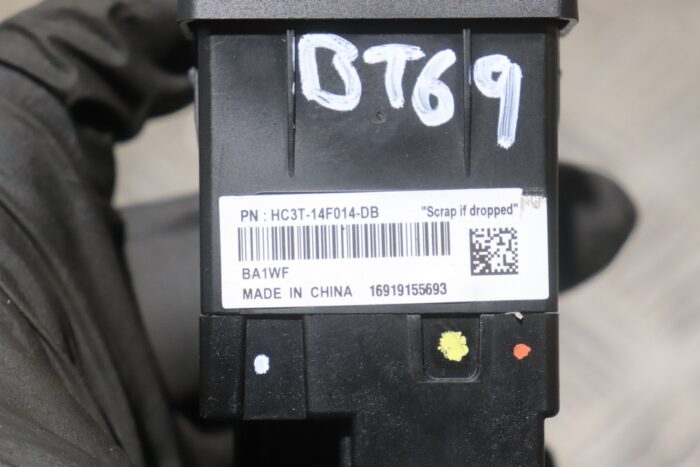 BT69
PN : HC3T-14F014-DB "Scrap if dropped"
BA1WF
MADE IN CHINA 16919155693